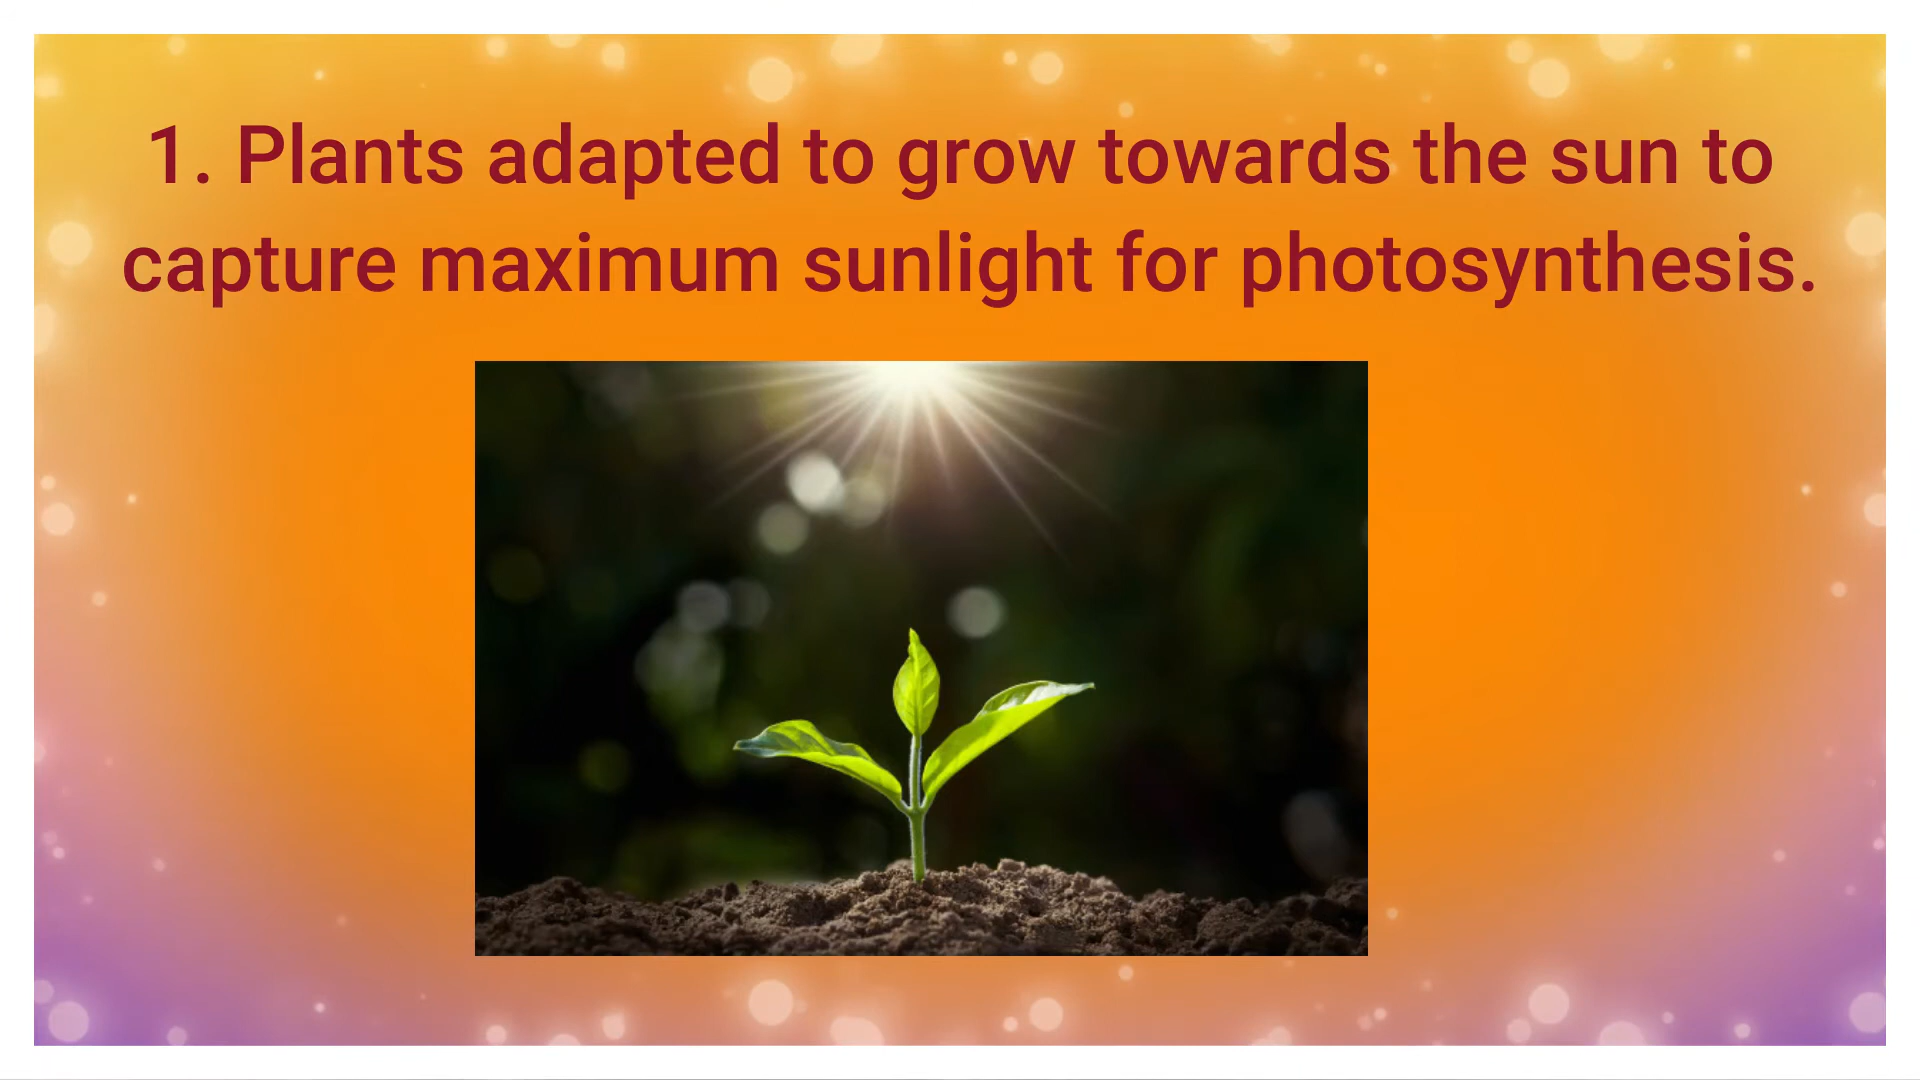 1. Plants adapted to grow towards the sun to
capture maximum sunlight for photosynthesis.